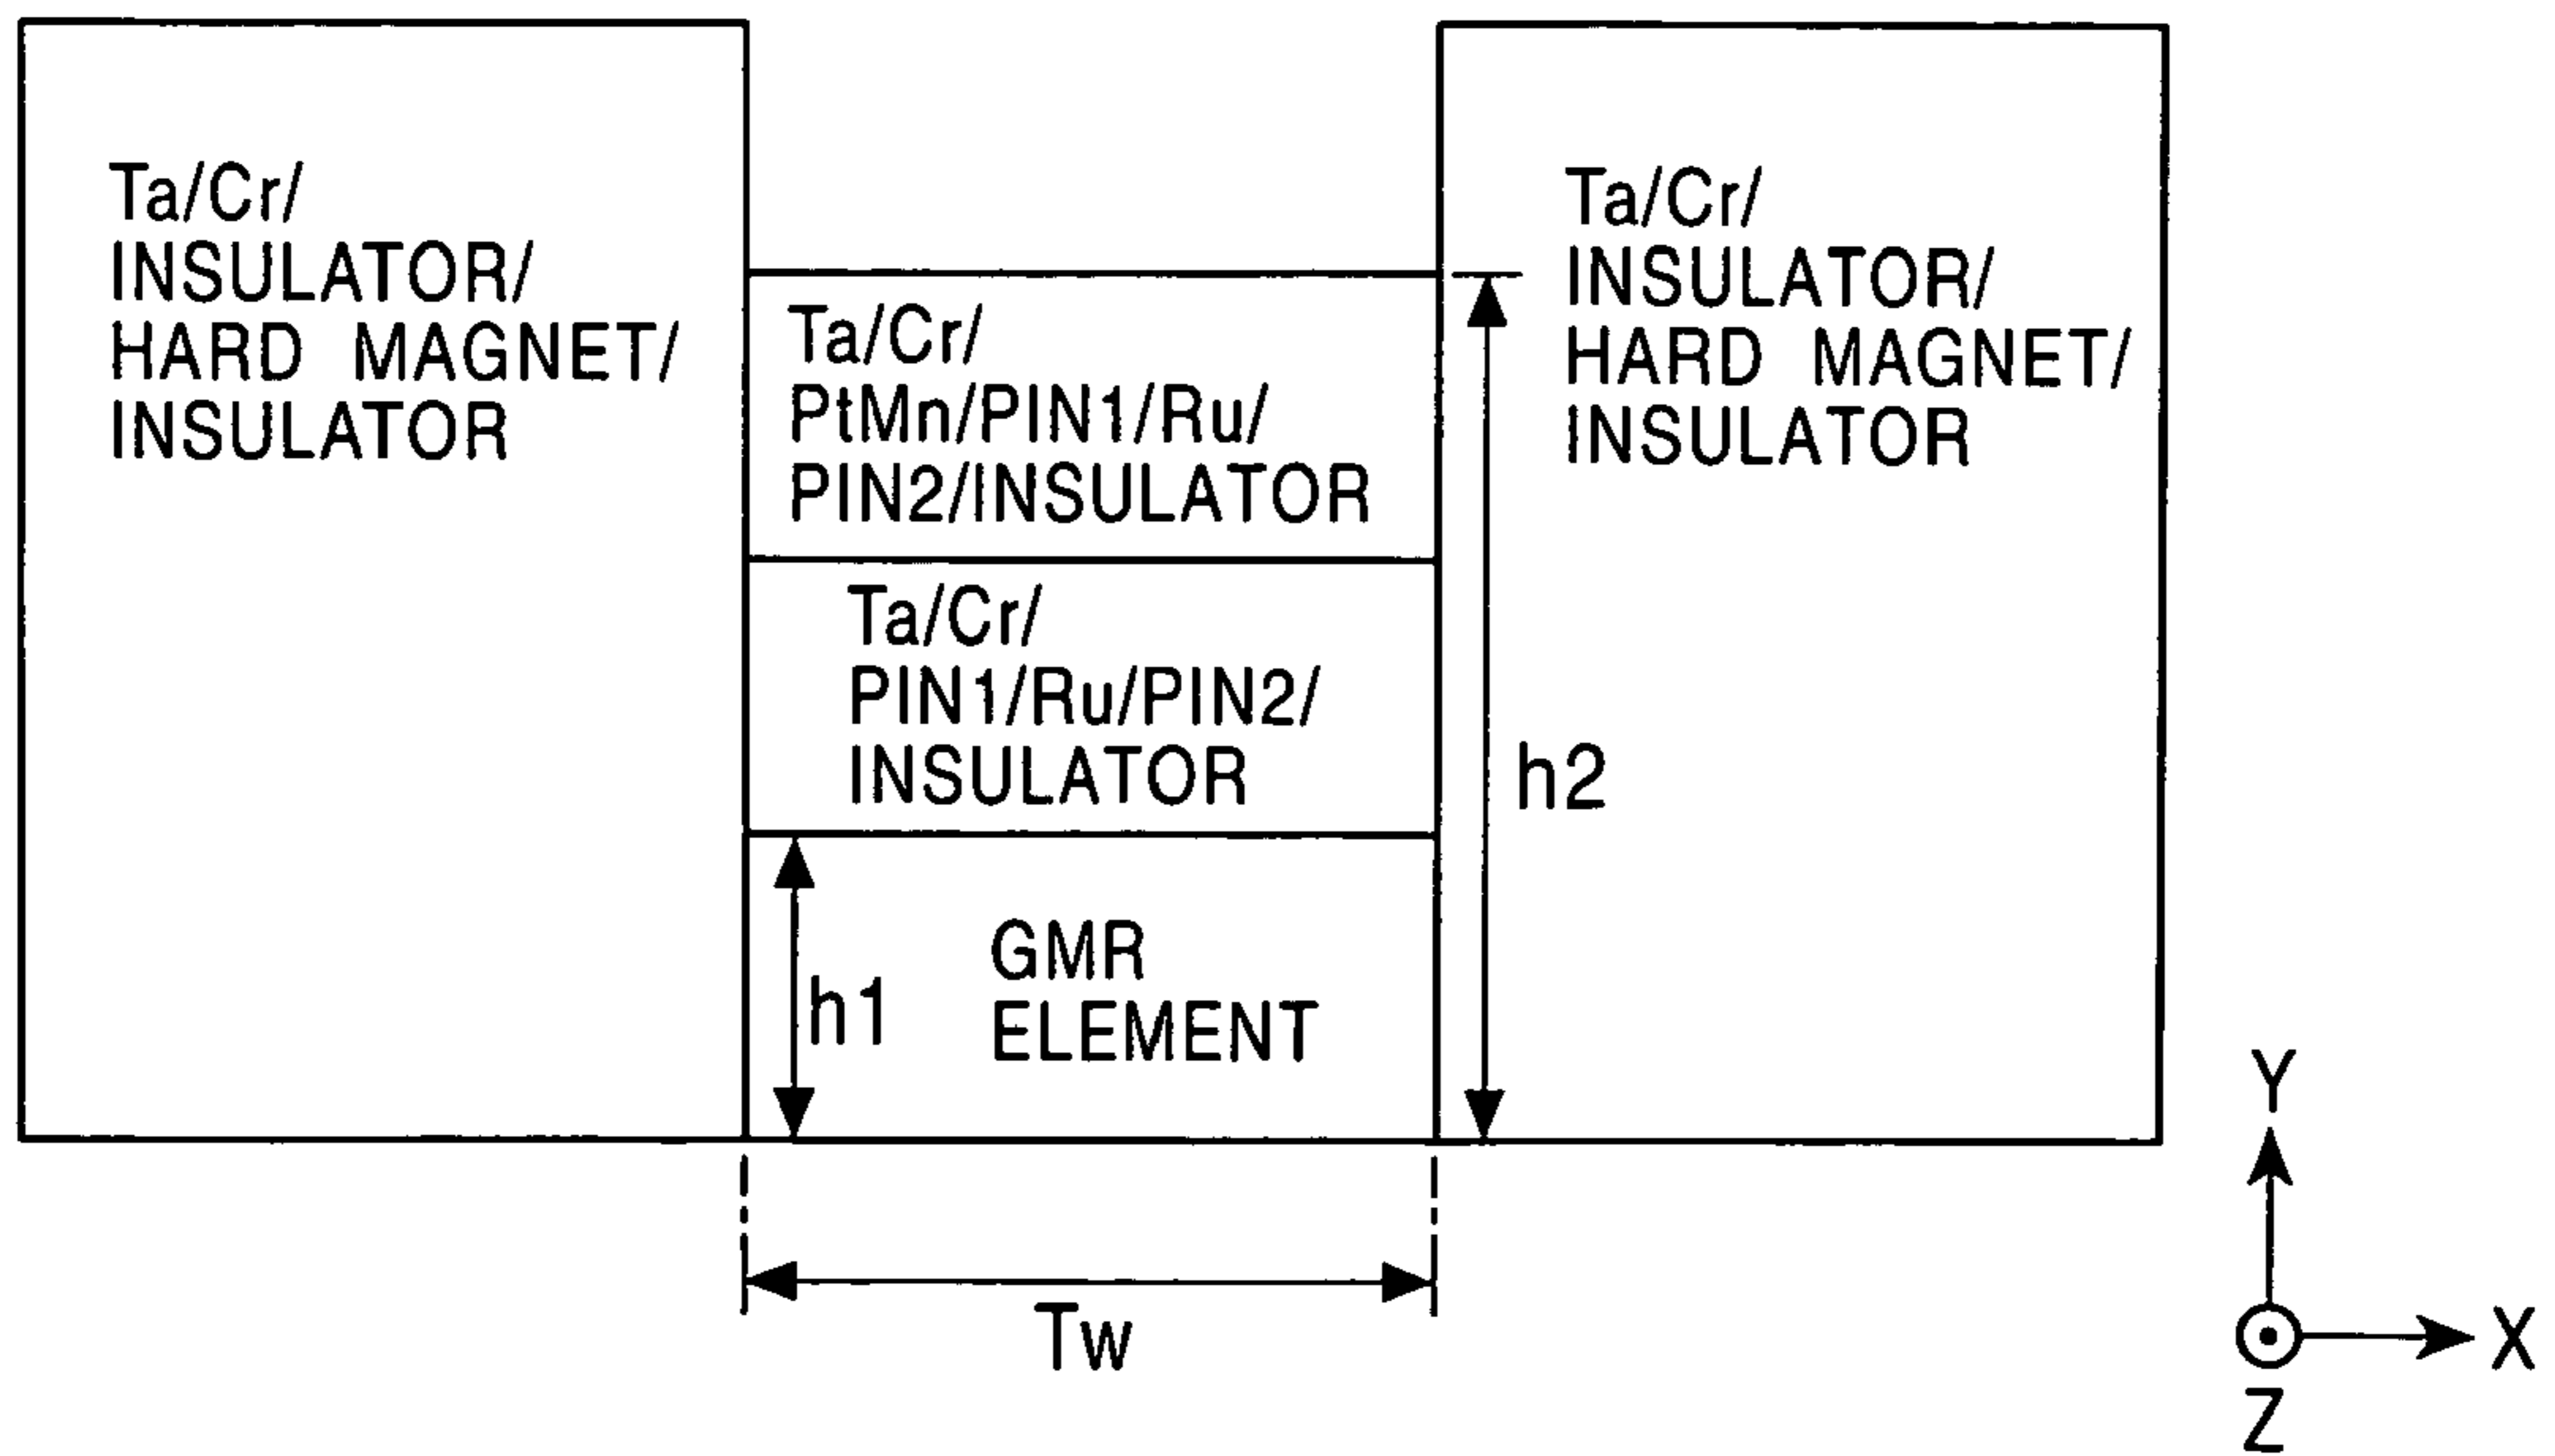 Ta/Cr/
INSULATOR/
HARD MAGNET/
INSULATOR
Ta/Cr/
PtMn/PIN1/Ru/
PIN2/INSULATOR
Ta/Cr/
PIN1/Ru/PIN2/
INSULATOR
GMR
ELEMENT
h1
h2
Ta/Cr/
INSULATOR/
HARD MAGNET/
INSULATOR
Tw
Y
X
Z